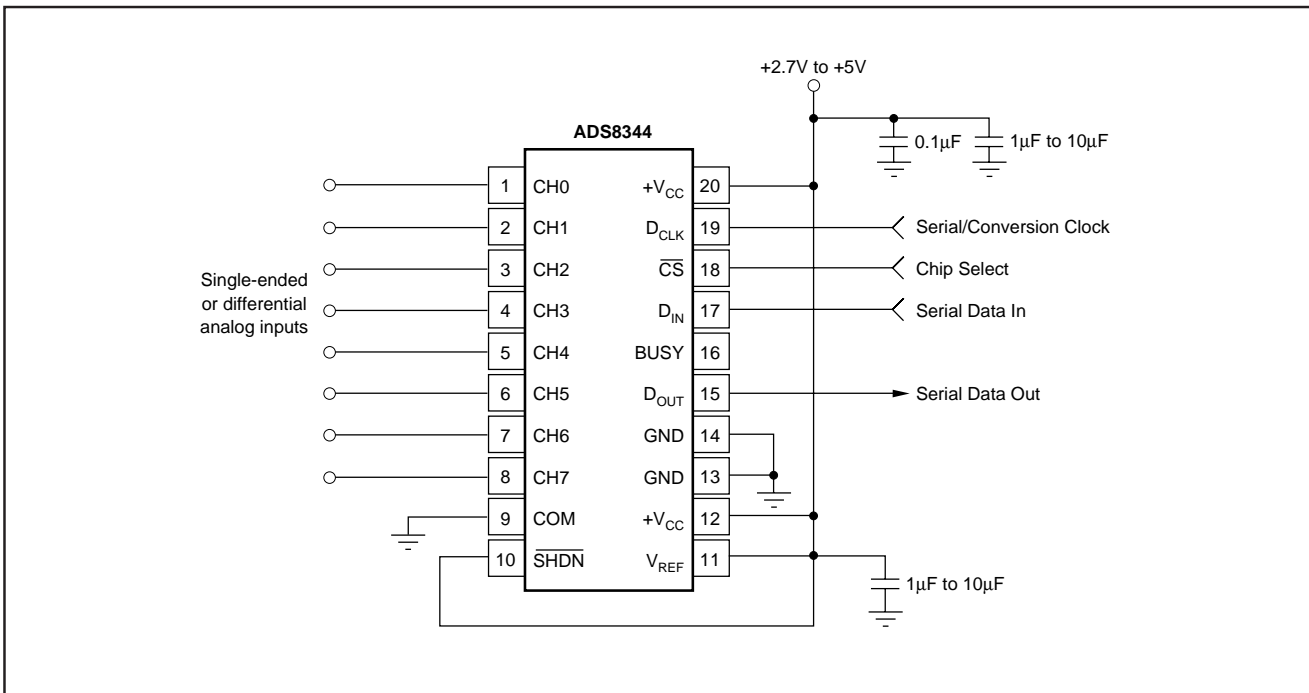 +2.7V to +5V
ADS8344
0.1μF
1μF to 10μF
Single-ended
or differential
analog inputs
1 CH0
2 CH1
3 CH2
4 CH3
5 CH4
6 CH5
7 CH6
8 CH7
9 COM
10 SHDN
+VCC 20
DCLK 19
CS 18
DIN 17
BUSY 16
DOUT 15
GND 14
GND 13
+VCC 12
VREF 11
Serial/Conversion Clock
Chip Select
Serial Data In
Serial Data Out
1μF to 10μF